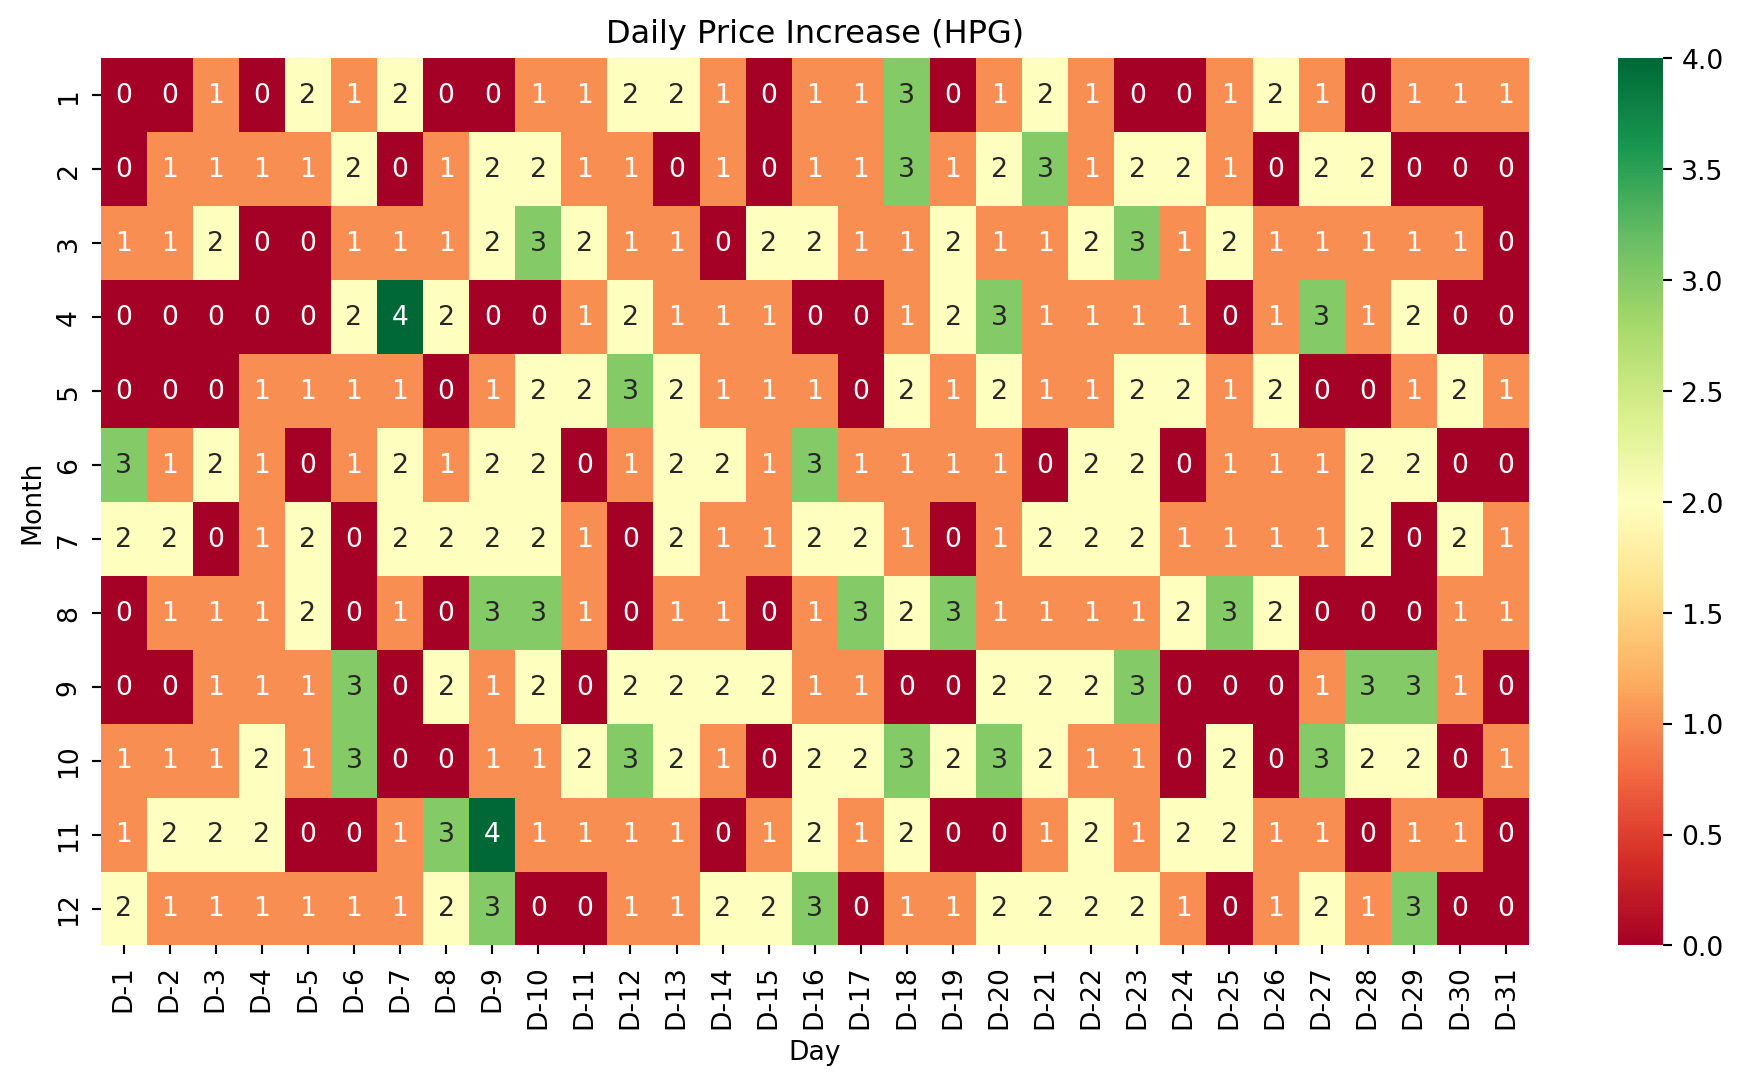 Daily Price Increase (HPG)
1 0 0 1 0 2 1 2 0 0 1 1 2 2 1 0 1 1 3 0 1 2 1 0 0 1 2 1 0 1 1 1
2 0 1 1 1 1 2 0 1 2 2 1 1 0 1 0 1 1 3 1 2 3 1 2 2 1 0 2 2 0 0 0
3 1 1 2 0 0 1 1 1 2 3 2 1 1 0 2 2 1 1 2 1 1 2 3 1 2 1 1 1 1 1 0
4 0 0 0 0 0 2 4 2 0 0 1 2 1 1 1 0 0 1 2 3 1 1 1 1 0 1 3 1 2 0 0
5 0 0 0 1 1 1 1 0 1 2 2 3 2 1 1 1 0 2 1 2 1 1 2 2 1 2 0 0 1 2 1
6 3 1 2 1 0 1 2 1 2 2 0 1 2 2 1 3 1 1 1 1 0 2 2 0 1 1 1 2 2 0 0
7 2 2 0 1 2 0 2 2 2 2 1 0 2 1 1 2 2 1 0 1 2 2 2 1 1 1 1 2 0 2 1
8 0 1 1 1 2 0 1 0 3 3 1 0 1 1 0 1 3 2 3 1 1 1 1 2 3 2 0 0 0 1 1
9 0 0 1 1 1 3 0 2 1 2 0 2 2 2 2 1 1 0 0 2 2 2 3 0 0 0 1 3 3 1 0
10 1 1 1 2 1 3 0 0 1 1 2 3 2 1 0 2 2 3 2 3 2 1 1 0 2 0 3 2 2 0 1
11 1 2 2 2 0 0 1 3 4 1 1 1 1 0 1 2 1 2 0 0 1 2 1 2 2 1 1 0 1 1 0
12 2 1 1 1 1 1 1 2 3 0 0 1 1 2 2 3 0 1 1 2 2 2 2 1 0 1 2 1 3 0 0
Month
D-1 D-2 D-3 D-4 D-5 D-6 D-7 D-8 D-9 D-10 D-11 D-12 D-13 D-14 D-15 D-16 D-17 D-18 D-19 D-20 D-21 D-22 D-23 D-24 D-25 D-26 D-27 D-28 D-29 D-30 D-31
Day
4.0
3.5
3.0
2.5
2.0
1.5
1.0
0.5
0.0